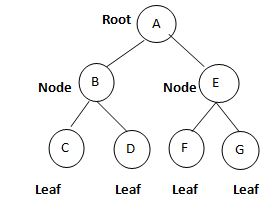 Root A
Node B Node E
C D F G
Leaf Leaf Leaf Leaf